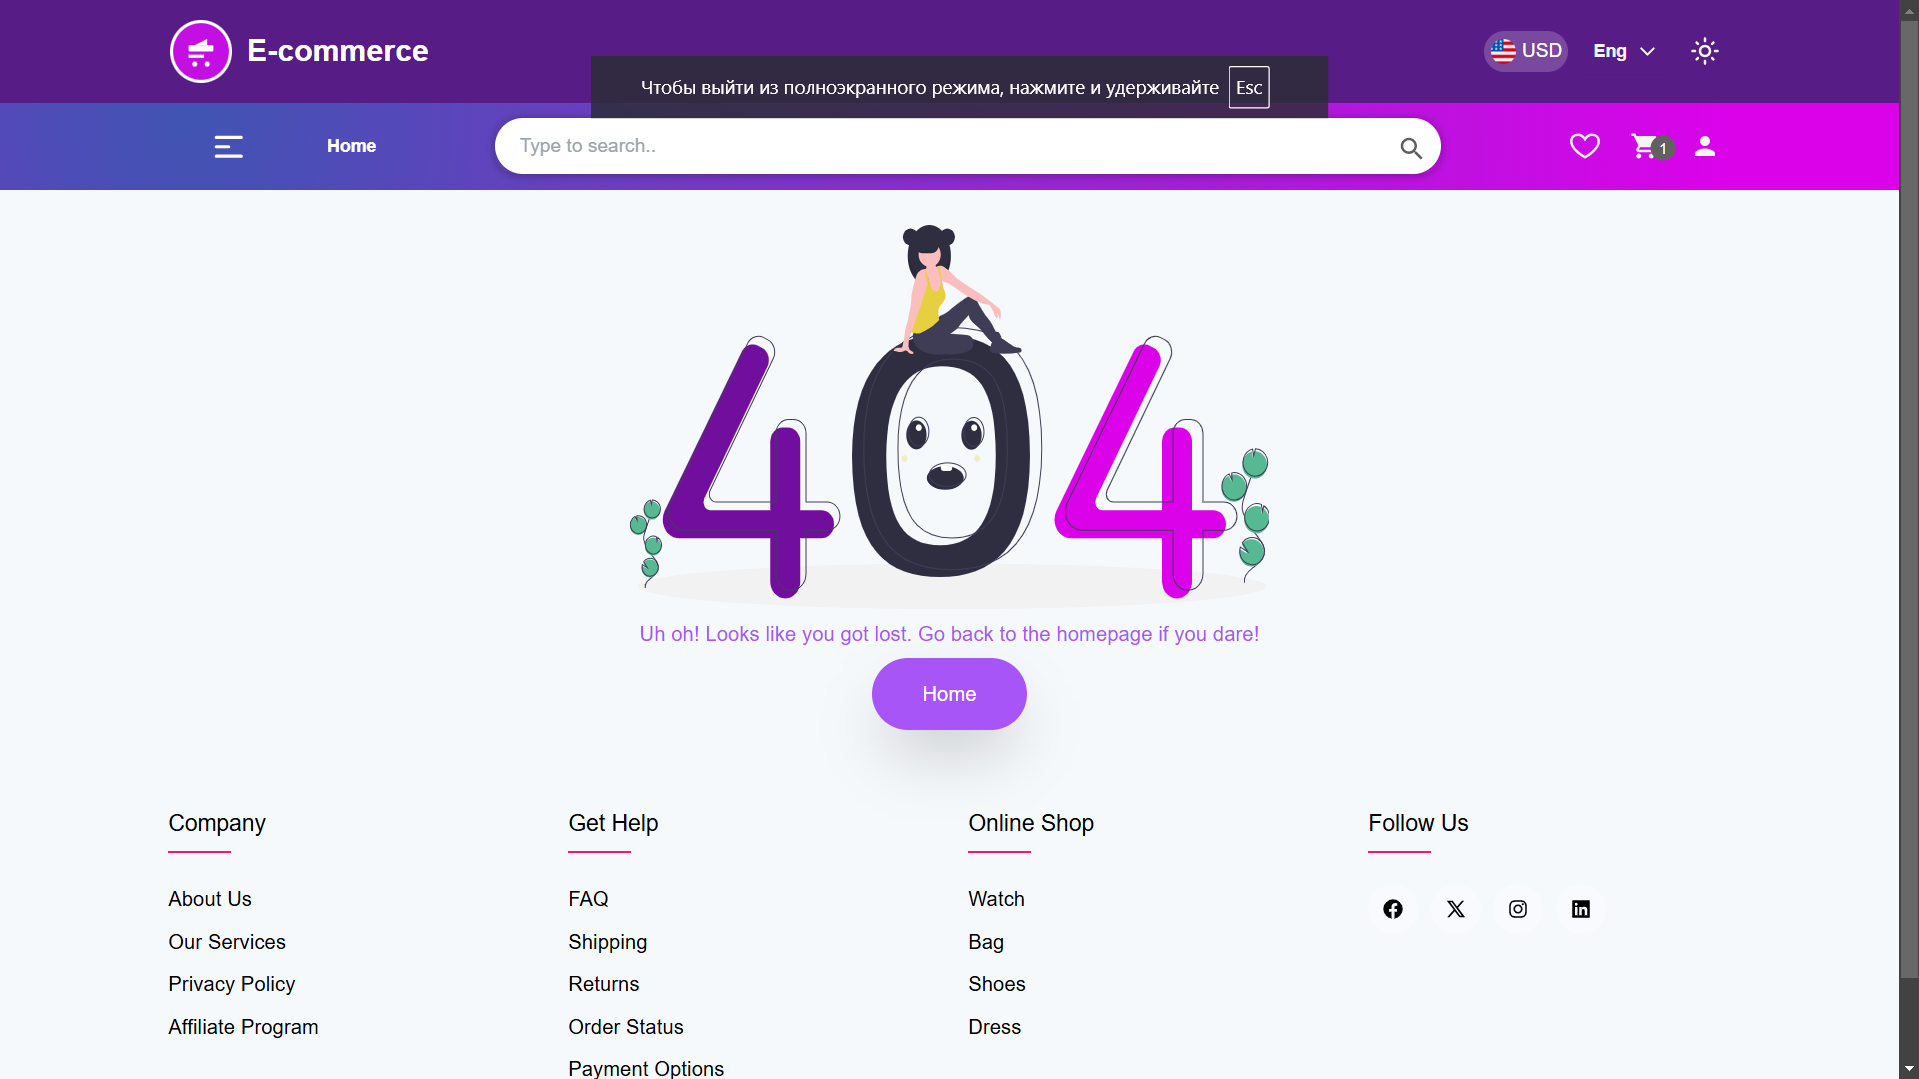 E-commerce
USD
Eng
Чтобы выйти из полноэкранного режима, нажмите и удерживайте Esc
Home
Type to search..
1
404
Uh oh! Looks like you got lost. Go back to the homepage if you dare!
Home
Company
About Us
Our Services
Privacy Policy
Affiliate Program
Get Help
FAQ
Shipping
Returns
Order Status
Payment Options
Online Shop
Watch
Bag
Shoes
Dress
Follow Us